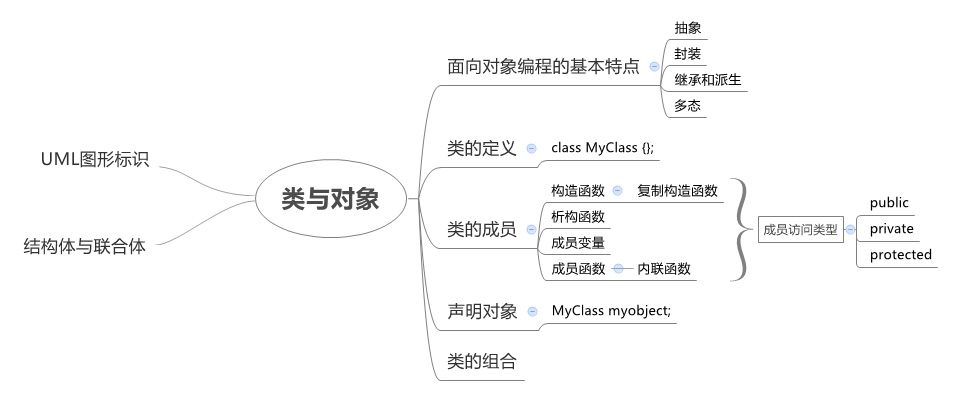 类与对象
面向对象编程的基本特点
抽象
封装
继承和派生
多态
类的定义
class MyClass {};
类的成员
构造函数
复制构造函数
析构函数
成员变量
成员函数
内联函数
成员访问类型
public
private
protected
声明对象
MyClass myobject;
类的组合
UML图形标识
结构体与联合体